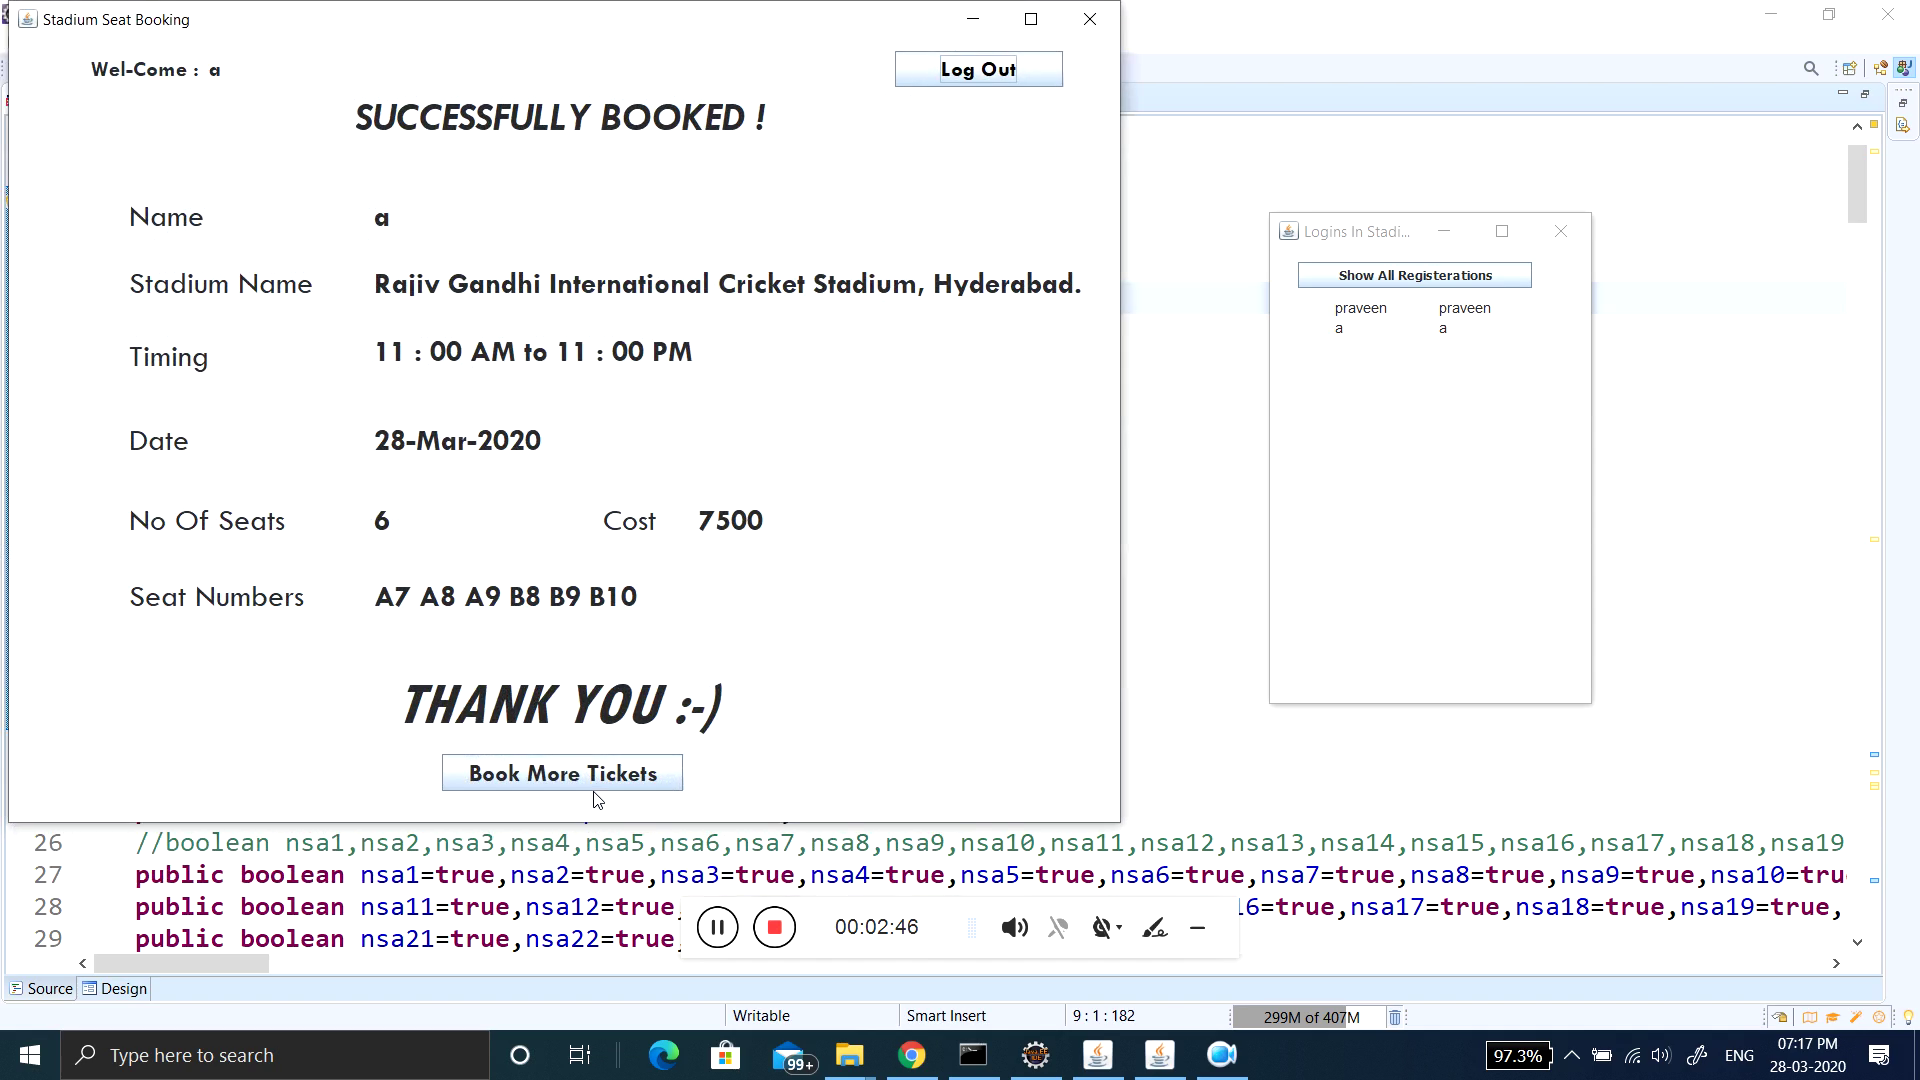 Stadium Seat Booking
Wel-Come : a
Log Out
SUCCESSFULLY BOOKED !
Name a
Stadium Name Rajiv Gandhi International Cricket Stadium, Hyderabad.
Timing 11 : 00 AM to 11 : 00 PM
Date 28-Mar-2020
No Of Seats 6 Cost 7500
Seat Numbers A7 A8 A9 B8 B9 B10
THANK YOU :-)
Book More Tickets
Logins In Stadi...
Show All Registerations
praveen praveen
a a
26 //boolean nsa1,nsa2,nsa3,nsa4,nsa5,nsa6,nsa7,nsa8,nsa9,nsa10,nsa11,nsa12,nsa13,nsa14,nsa15,nsa16,nsa17,nsa18,nsa19
27 public boolean nsa1=true,nsa2=true,nsa3=true,nsa4=true,nsa5=true,nsa6=true,nsa7=true,nsa8=true,nsa9=true,nsa10=tru
28 public boolean nsa11=true,nsa12=true, 16=true,nsa17=true,nsa18=true,nsa19=true,
29 public boolean nsa21=true,nsa22=true,
00:02:46
Source Design
Writable Smart Insert 9 : 1 : 182 299M of 407M
Type here to search
99+
97.3%
ENG
07:17 PM
28-03-2020